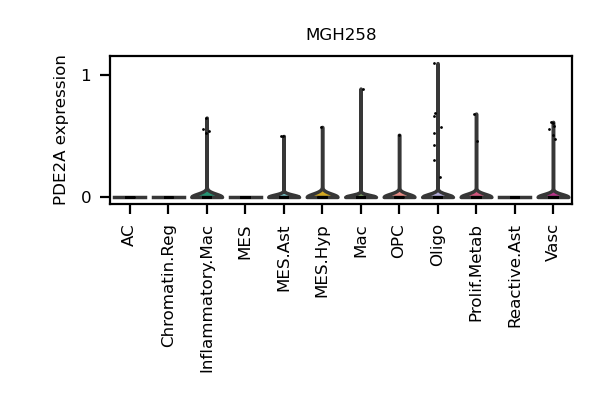 MGH258
PDE2A expression
1
0
AC
Chromatin.Reg
Inflammatory.Mac
MES
MES.Ast
MES.Hyp
Mac
OPC
Oligo
Prolif.Metab
Reactive.Ast
Vasc